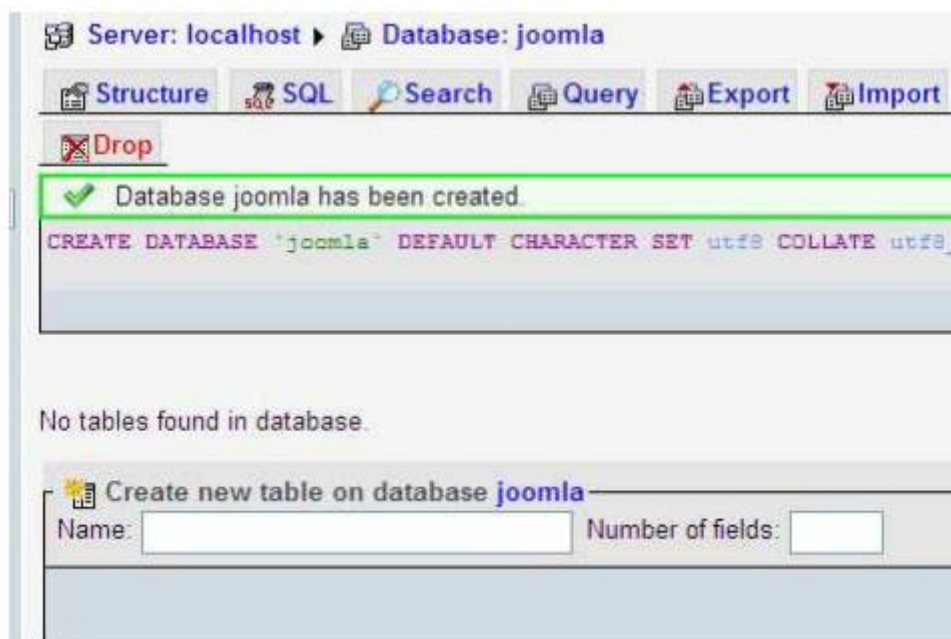 Server: localhost ▸ Database: joomla
Structure SQL Search Query Export Import
Drop
Database joomla has been created.
CREATE DATABASE `joomla` DEFAULT CHARACTER SET utf8 COLLATE utf8_
No tables found in database.
Create new table on database joomla
Name: Number of fields: